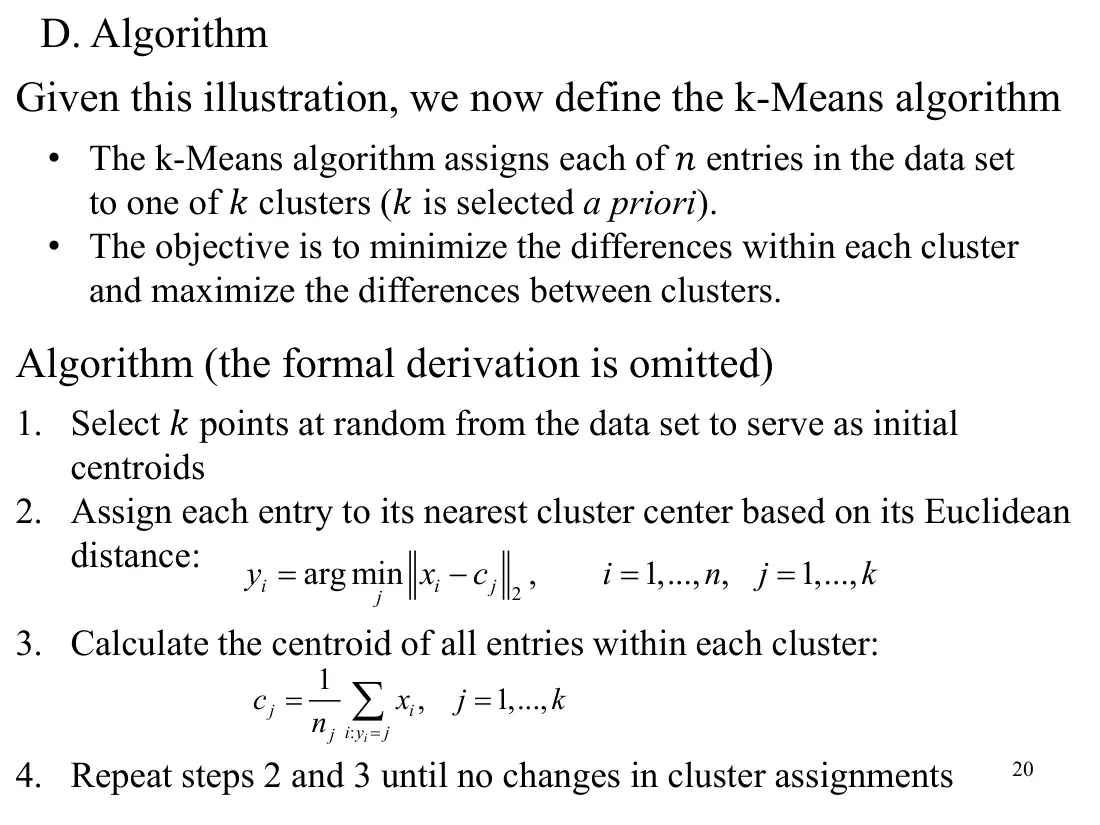 D. Algorithm
Given this illustration, we now define the k-Means algorithm
• The k-Means algorithm assigns each of n entries in the data set
to one of k clusters (k is selected a priori).
• The objective is to minimize the differences within each cluster
and maximize the differences between clusters.
Algorithm (the formal derivation is omitted)
1. Select k points at random from the data set to serve as initial
centroids
2. Assign each entry to its nearest cluster center based on its Euclidean
distance: y_i = arg min_j ‖x_i − c_j‖_2 , i = 1,..., n, j = 1,..., k
3. Calculate the centroid of all entries within each cluster:
c_j = 1/n_j ∑_{i:y_i=j} x_i, j = 1,..., k
4. Repeat steps 2 and 3 until no changes in cluster assignments
20